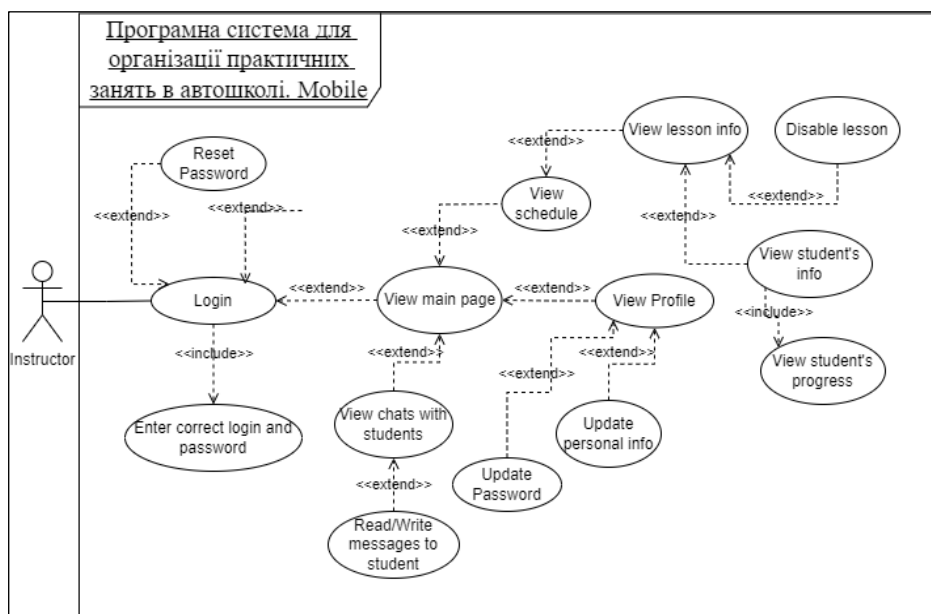 Програмна система для
організації практичних
занять в автошколі. Mobile
View lesson info
Disable lesson
<<extend>>
Reset
Password
View
schedule
<<extend>>
<<extend>>
<<extend>>
<<extend>>
View student's
info
Instructor
Login
<<extend>>
View main page
<<extend>>
View Profile
<<include>>
<<include>>
<<extend>>
<<extend>>
<<extend>>
View student's
progress
Enter correct login and
password
View chats with
students
Update
personal info
Update
Password
<<extend>>
Read/Write
messages to
student
<<extend>>
<<extend>>